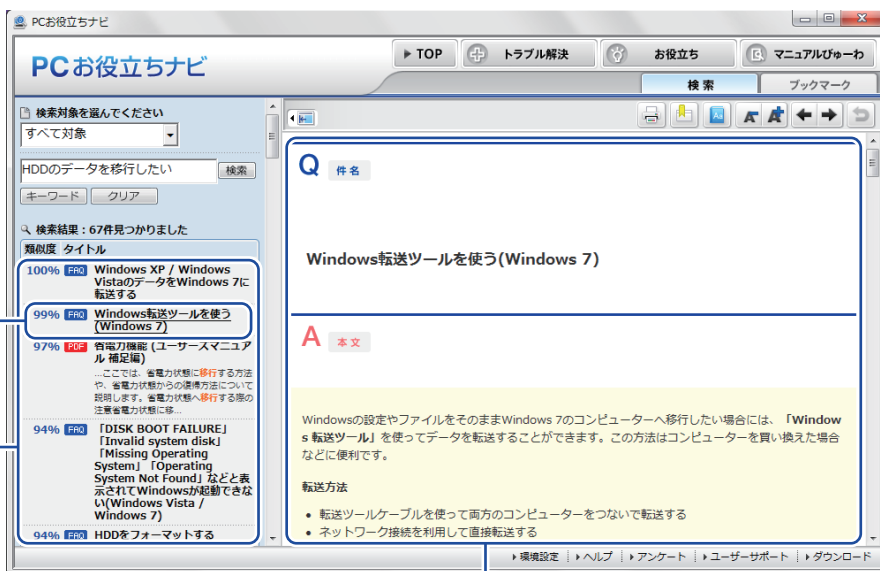 PCお役立ちナビ
PCお役立ちナビ
TOP
トラブル解決
お役立ち
マニュアルびゅーわ
検索
ブックマーク
検索対象を選んでください
すべて対象
HDDのデータを移行したい
検索
キーワード
クリア
検索結果:67件見つかりました
類似度 タイトル
100% FAQ Windows XP / Windows
VistaのデータをWindows 7に
転送する
99% FAQ Windows転送ツールを使う
(Windows 7)
97% PDF 省電力機能 (ユーザーズマニュア
ル 補足編)
...ここでは、省電力状態に移行する方法
や、省電力状態からの復帰方法について
説明します。省電力状態へ移行する際の
注意省電力状態に移...
94% FAQ 「DISK BOOT FAILURE」
「Invalid system disk」
「Missing Operating
System」「Operating
System Not Found」などと表
示されてWindowsが起動できな
い(Windows Vista /
Windows 7)
94% FAQ HDDをフォーマットする
Q 件名
Windows転送ツールを使う(Windows 7)
A 本文
Windowsの設定やファイルをそのままWindows 7のコンピューターへ移行したい場合には、「Window
s 転送ツール」を使ってデータを転送することができます。この方法はコンピューターを買い換えた場合
などに便利です。
転送方法
• 転送ツールケーブルを使って両方のコンピューターをつないで転送する
• ネットワーク接続を利用して直接転送する
環境設定 ヘルプ アンケート ユーザーサポート ダウンロード